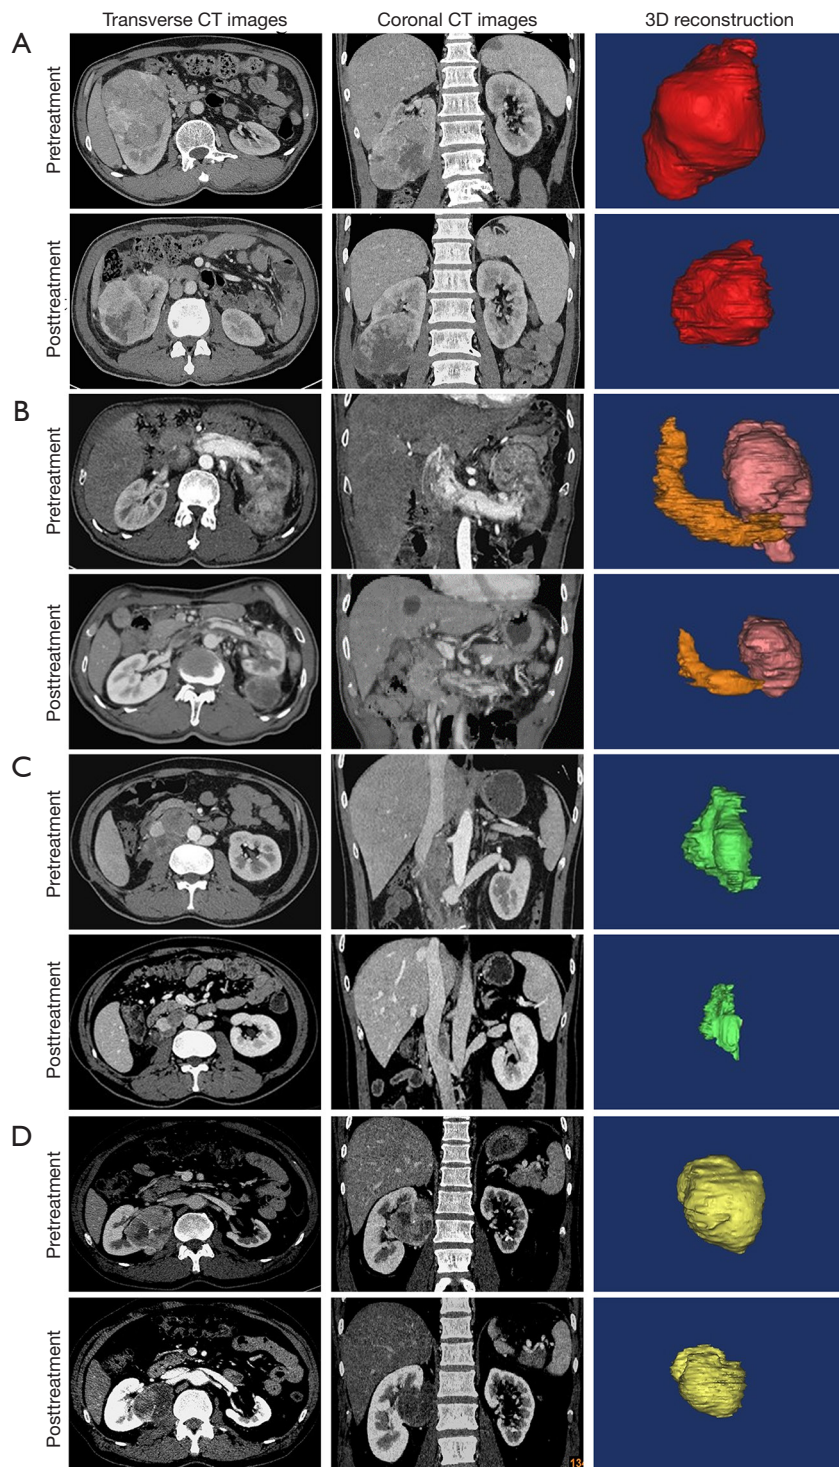 Transverse CT images
Coronal CT images
3D reconstruction
A
Pretreatment
Posttreatment
B
Pretreatment
Posttreatment
C
Pretreatment
Posttreatment
D
Pretreatment
Posttreatment